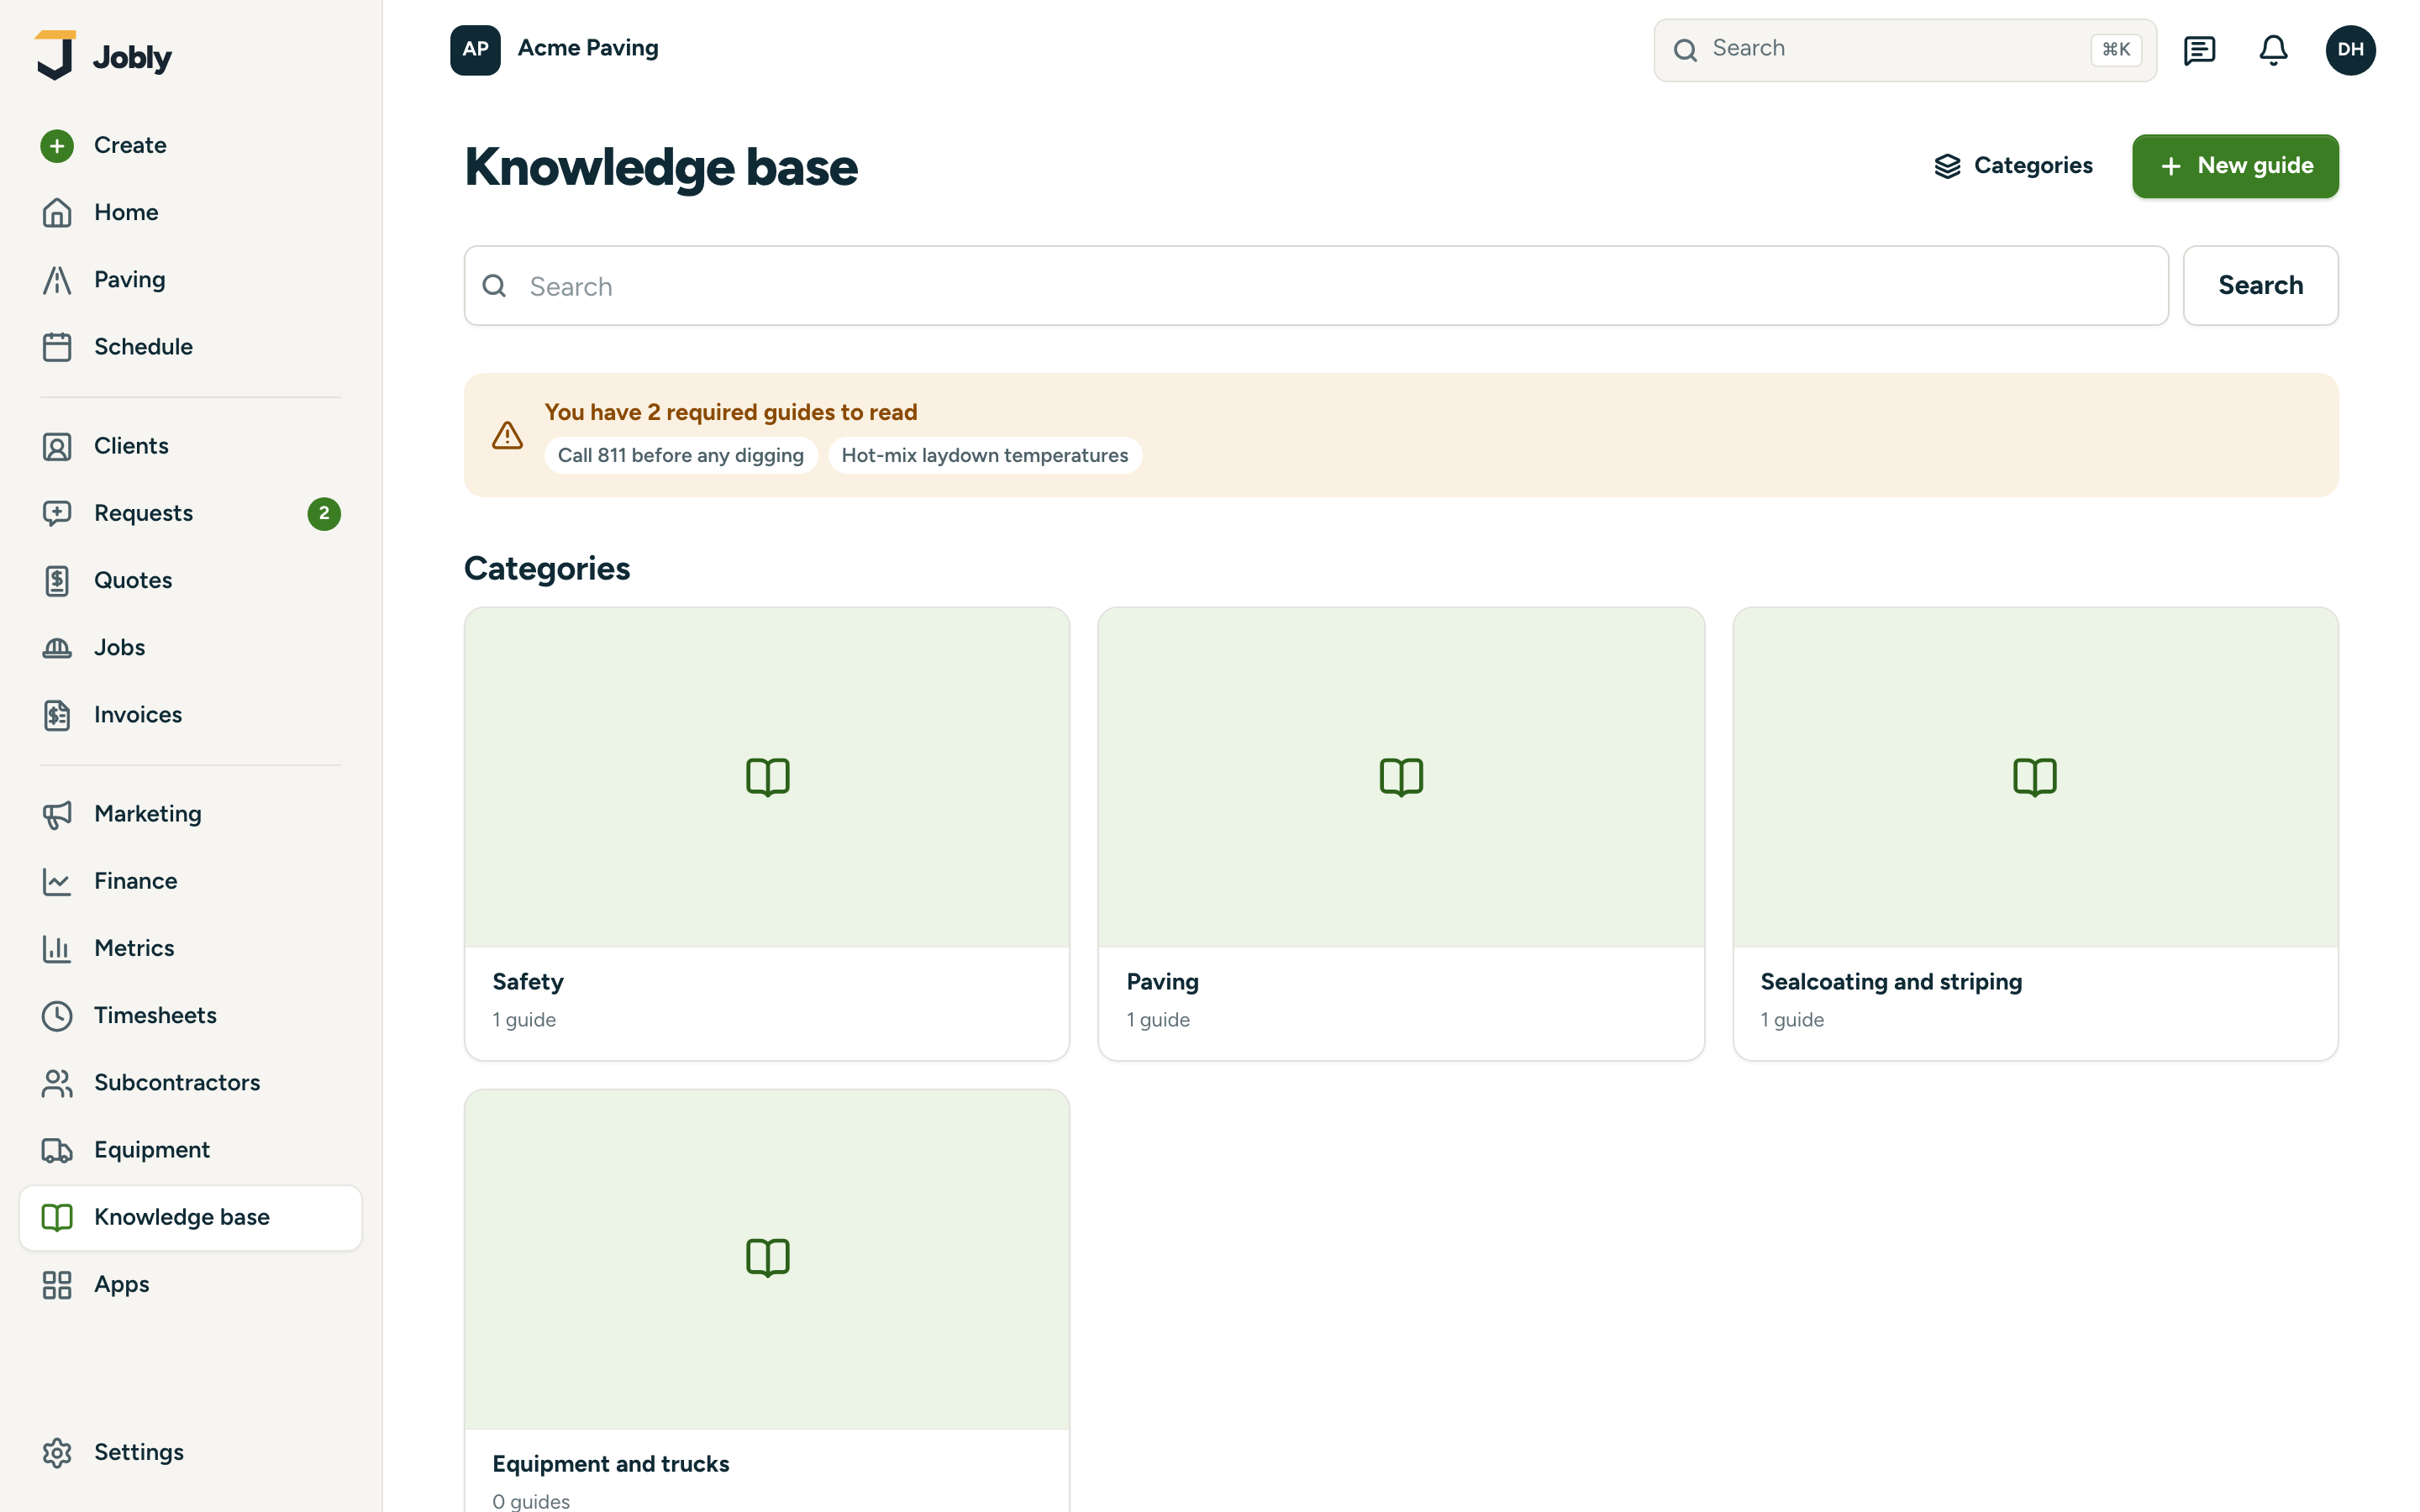 Jobly
Create
Home
Paving
Schedule
Clients
Requests 2
Quotes
Jobs
Invoices
Marketing
Finance
Metrics
Timesheets
Subcontractors
Equipment
Knowledge base
Apps
Settings
AP Acme Paving
Search ⌘K
DH
Knowledge base
Categories
+ New guide
Search
Search
You have 2 required guides to read
Call 811 before any digging
Hot-mix laydown temperatures
Categories
Safety
1 guide
Paving
1 guide
Sealcoating and striping
1 guide
Equipment and trucks
0 guides